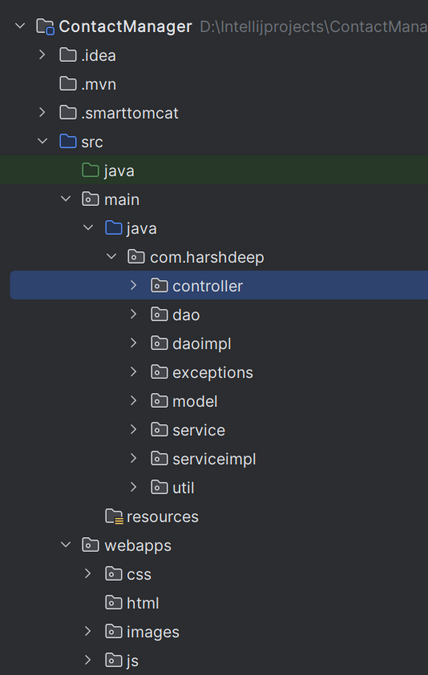 ContactManager D:\Intellijprojects\ContactMana
.idea
.mvn
.smarttomcat
src
java
main
java
com.harshdeep
controller
dao
daoimpl
exceptions
model
service
serviceimpl
util
resources
webapps
css
html
images
js